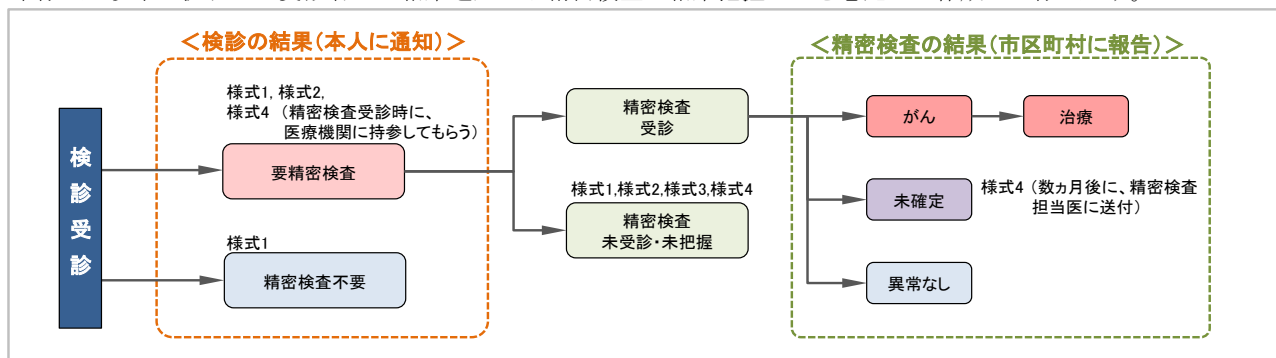 ＜検診の結果（本人に通知）＞
＜精密検査の結果（市区町村に報告）＞
検診受診
様式1, 様式2,
様式4 （精密検査受診時に、
医療機関に持参してもらう）
要精密検査
様式1
精密検査不要
精密検査
受診
様式1,様式2,様式3,様式4
精密検査
未受診・未把握
がん
治療
未確定
様式4 （数ヵ月後に、精密検査
担当医に送付）
異常なし